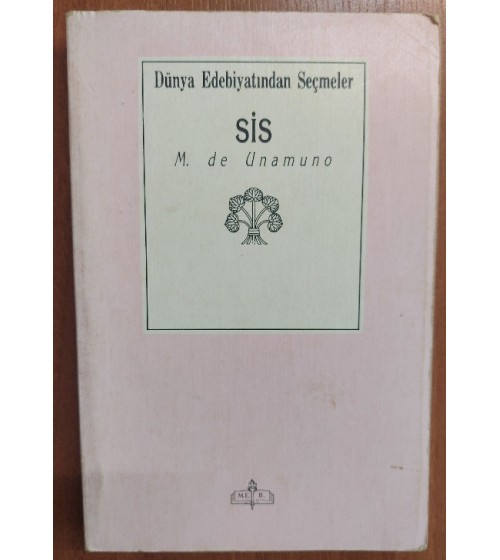 Dünya Edebiyatından Seçmeler
SİS
M. de Unamuno
M.E. B.